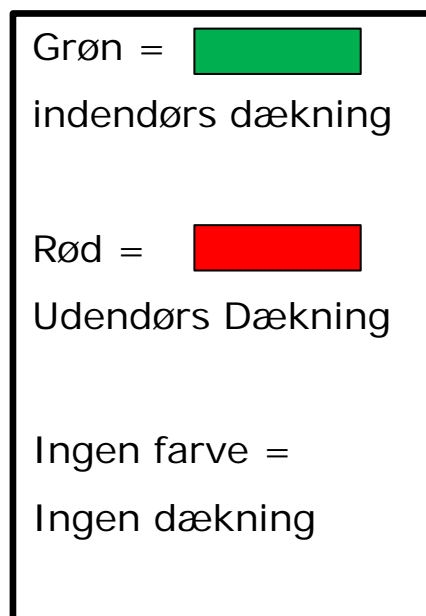 Grøn =
indendørs dækning
Rød =
Udendørs Dækning
Ingen farve =
Ingen dækning